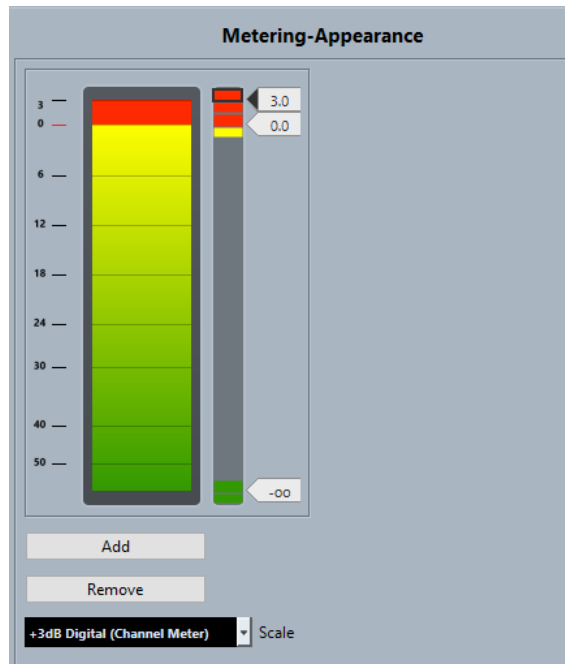 Metering-Appearance
3
0
6
12
18
24
30
40
50
3.0
0.0
-oo
Add
Remove
+3dB Digital (Channel Meter)
Scale